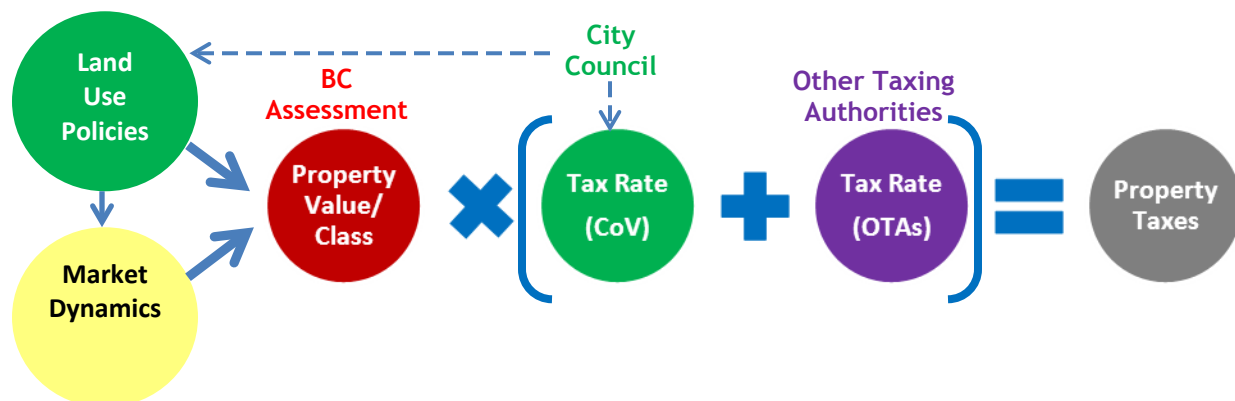 Land
Use
Policies
Market
Dynamics
BC
Assessment
Property
Value/
Class
City
Council
Tax Rate
(CoV)
Other Taxing
Authorities
Tax Rate
(OTAs)
Property
Taxes